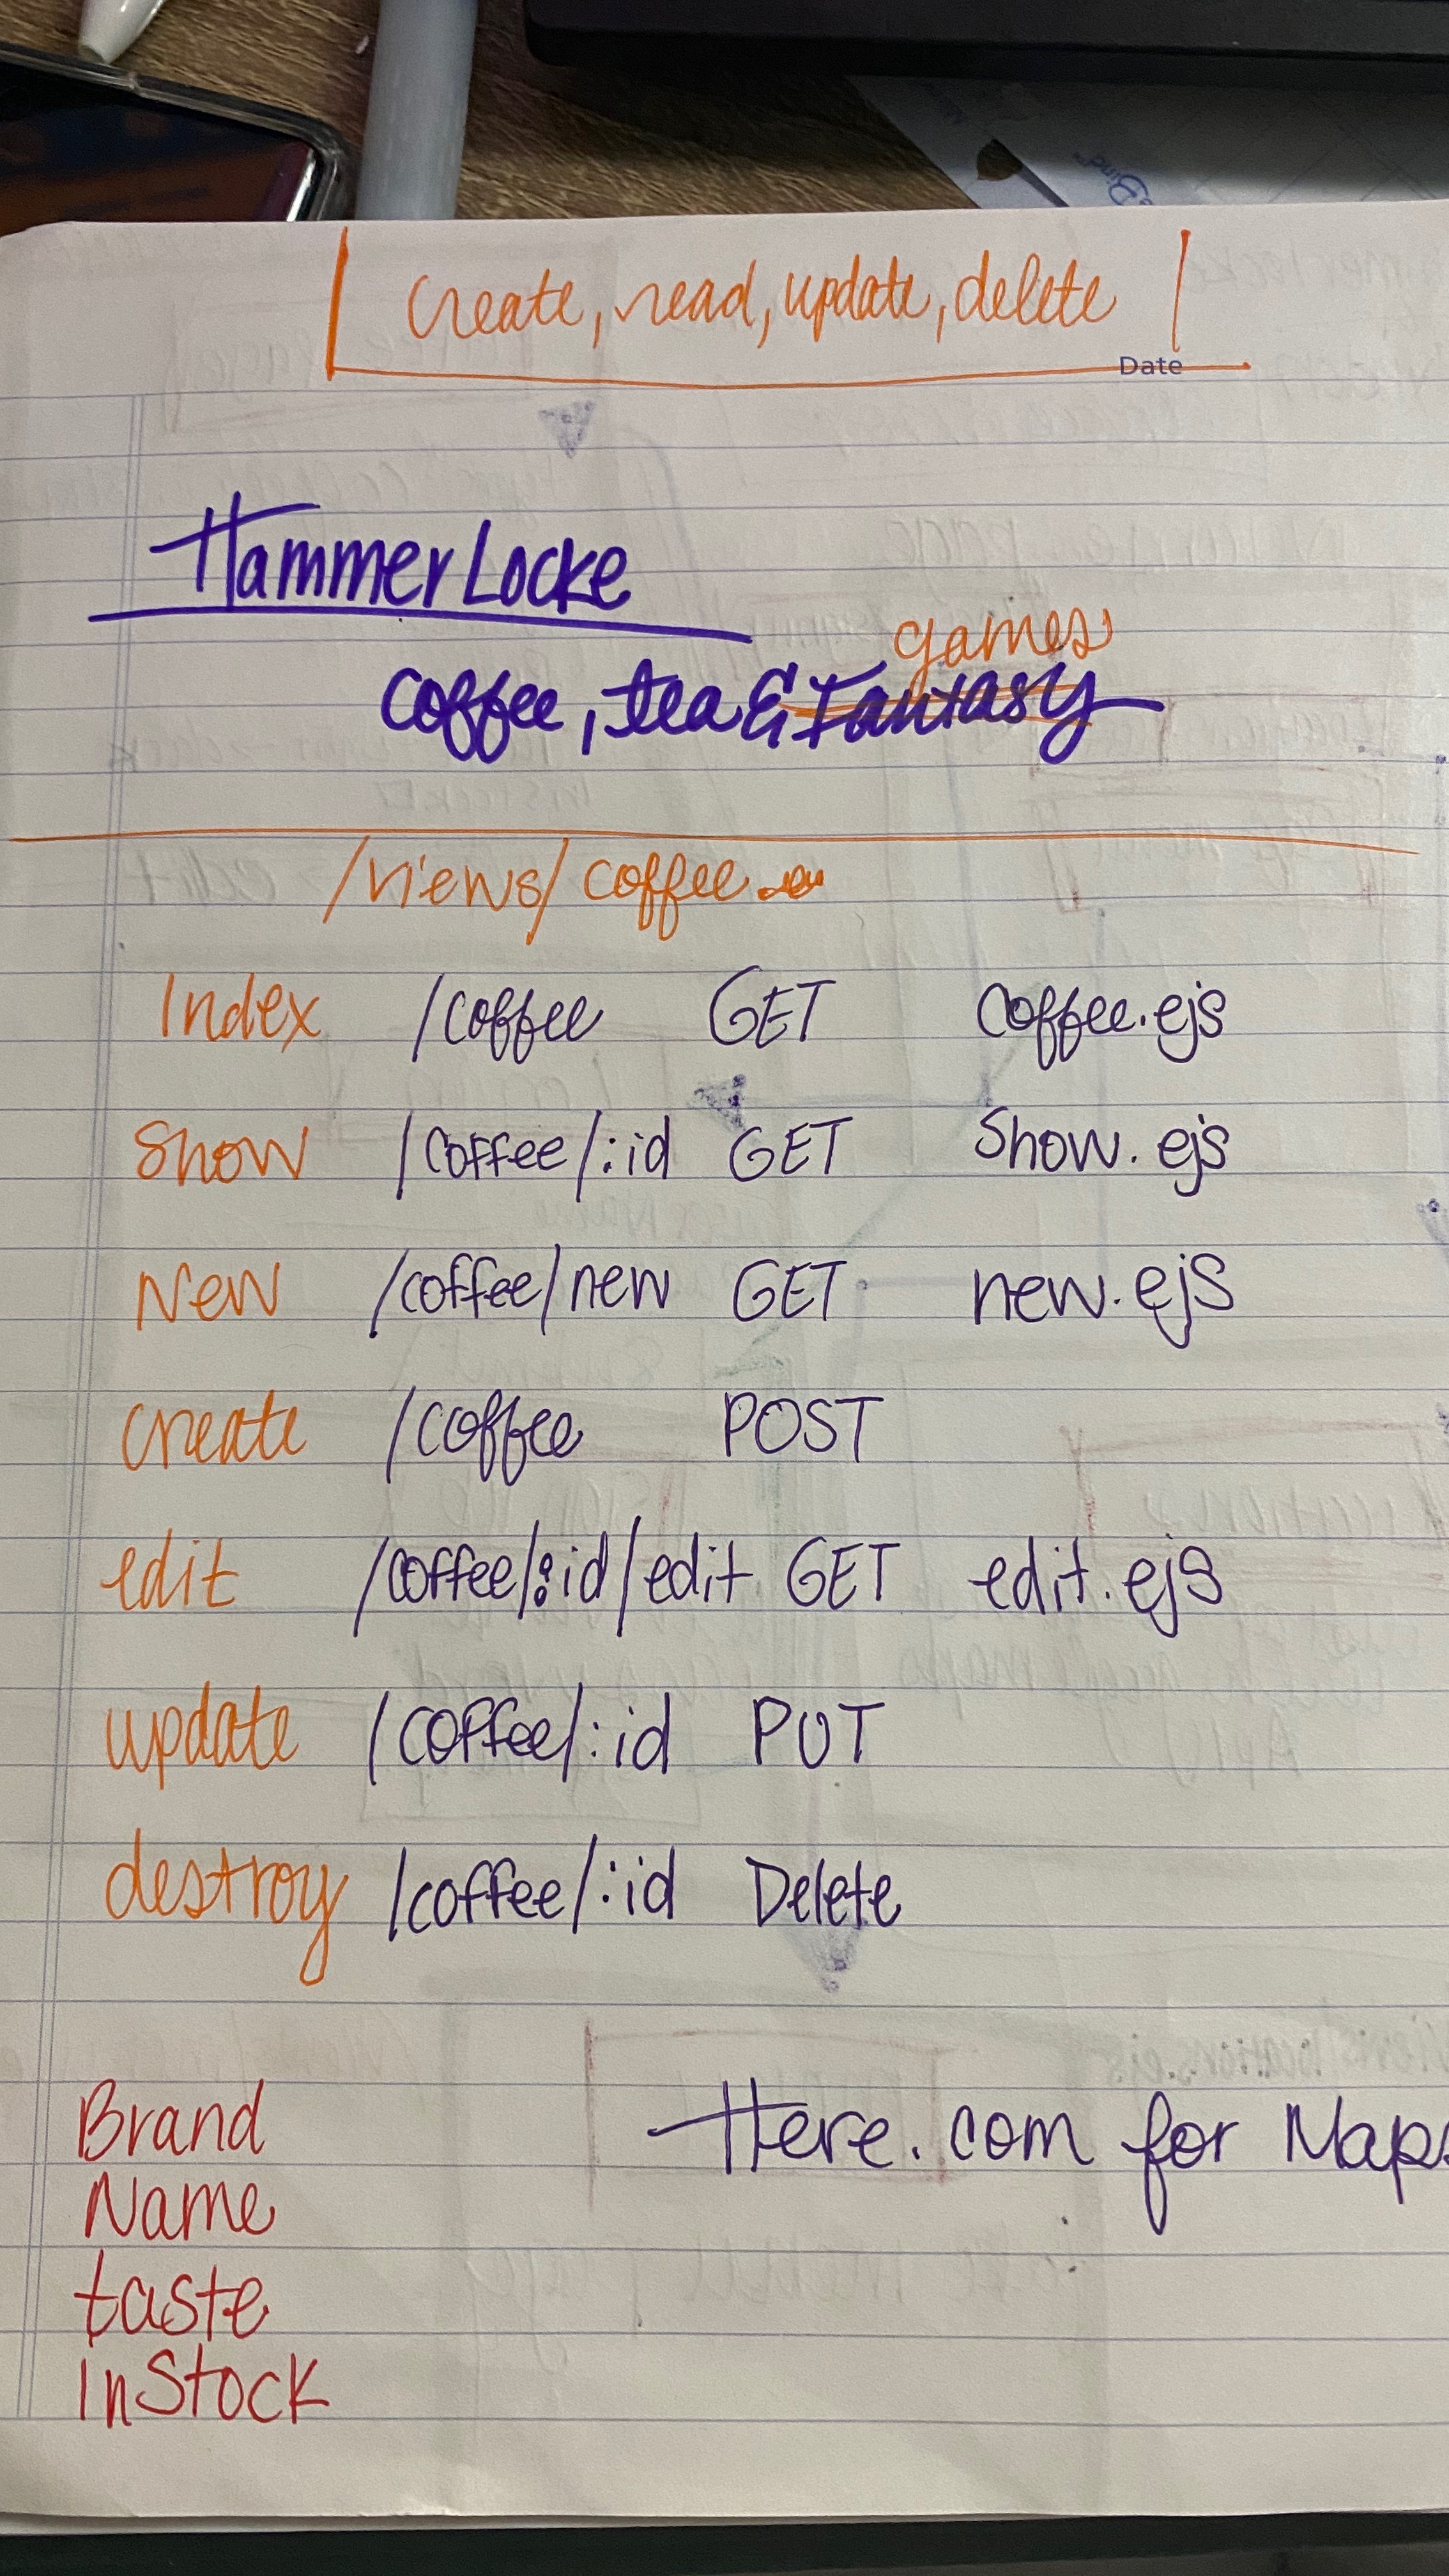 create, read, update, delete
Date
HammerLocke
games
coffee, tea & Fantasy
/views/coffee
Index /coffee GET coffee.ejs
Show /coffee/:id GET Show.ejs
New /coffee/new GET new.ejs
create /coffee POST
edit /coffee/:id/edit GET edit.ejs
update /coffee/:id PUT
destroy /coffee/:id Delete
Brand
Here.com for Maps
Name
taste
InStock